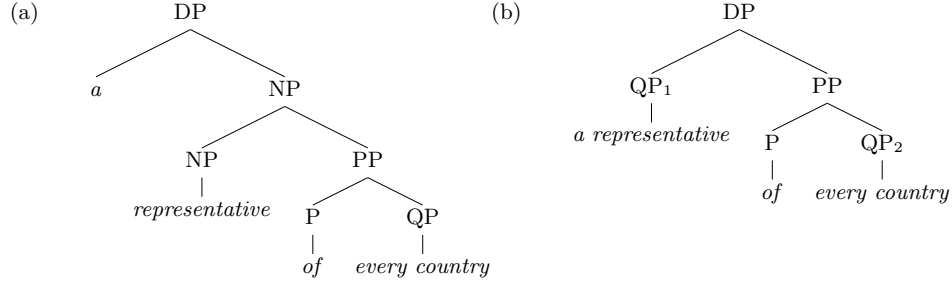 (a) DP (b) DP
a NP QP₁ PP
NP PP a representative P QP₂
representative P QP of every country
of every country